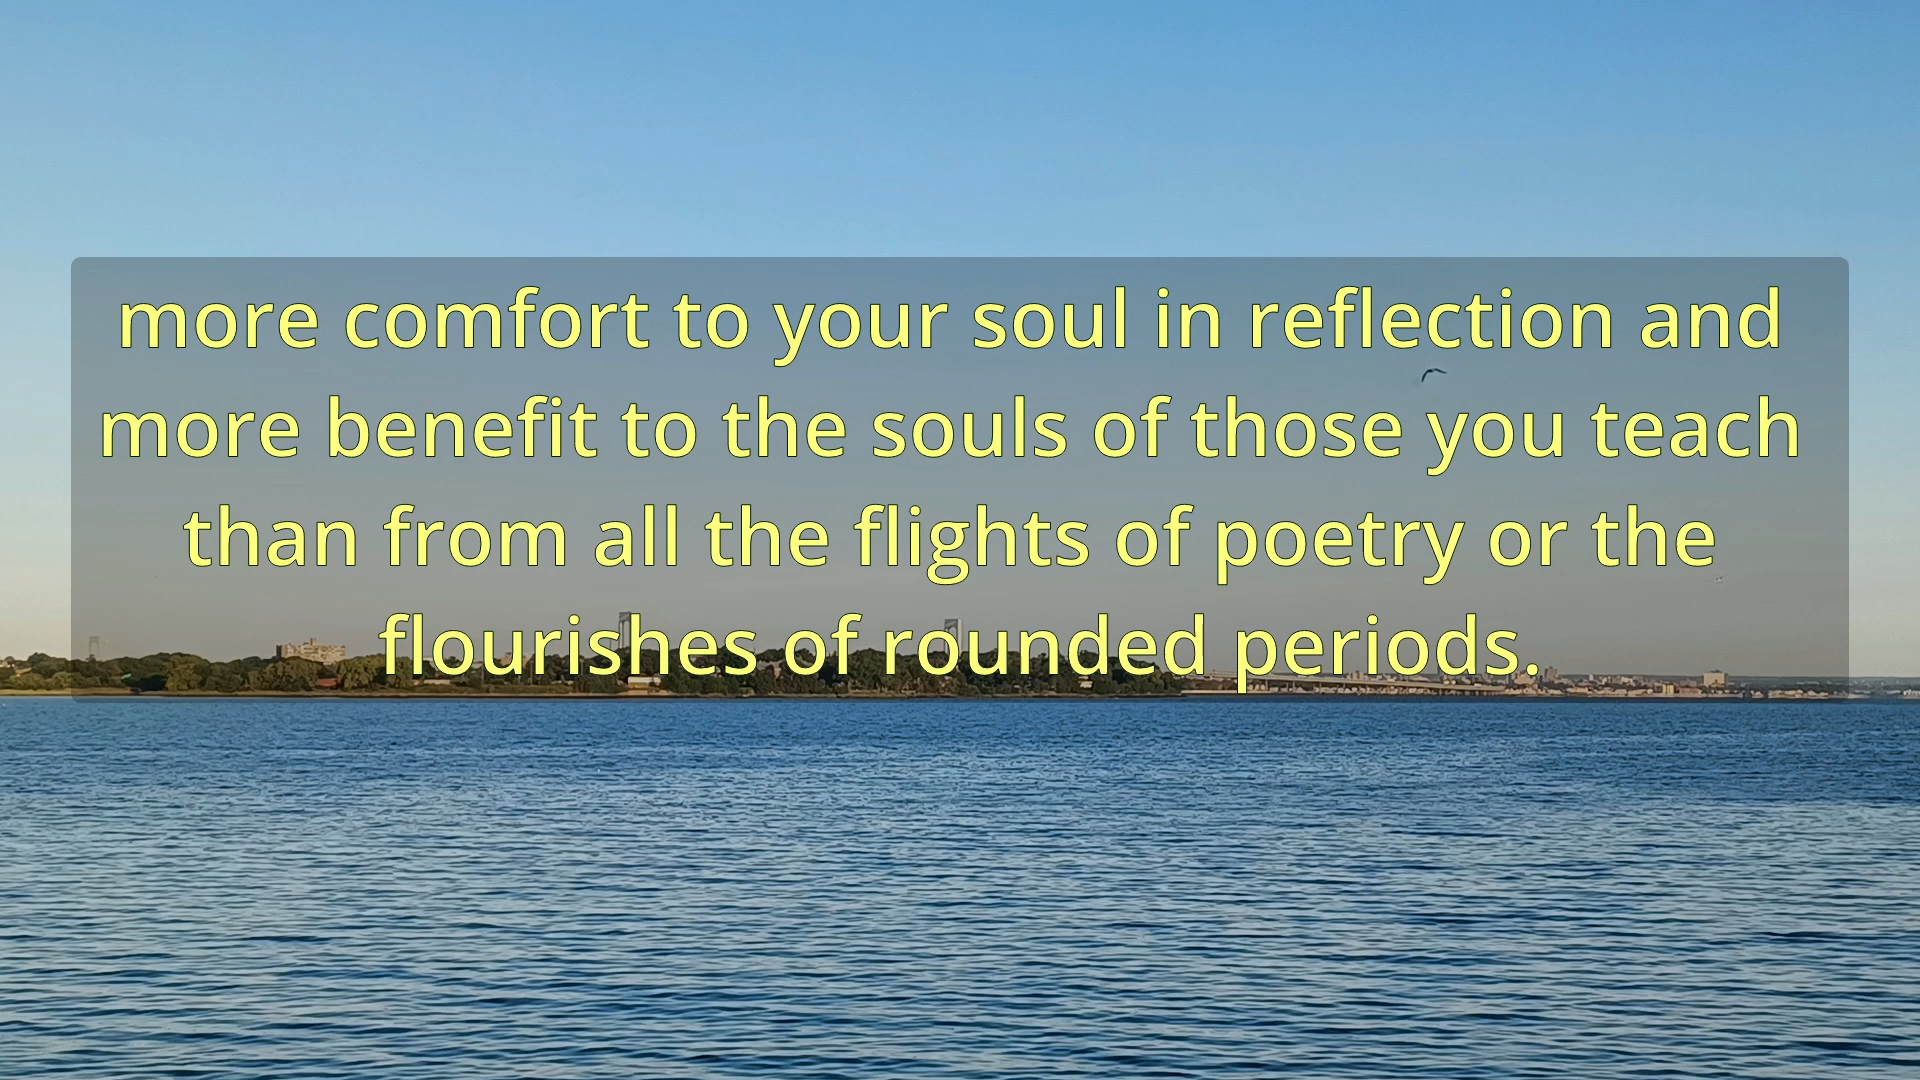 more comfort to your soul in reflection and
more benefit to the souls of those you teach
than from all the flights of poetry or the
flourishes of rounded periods.